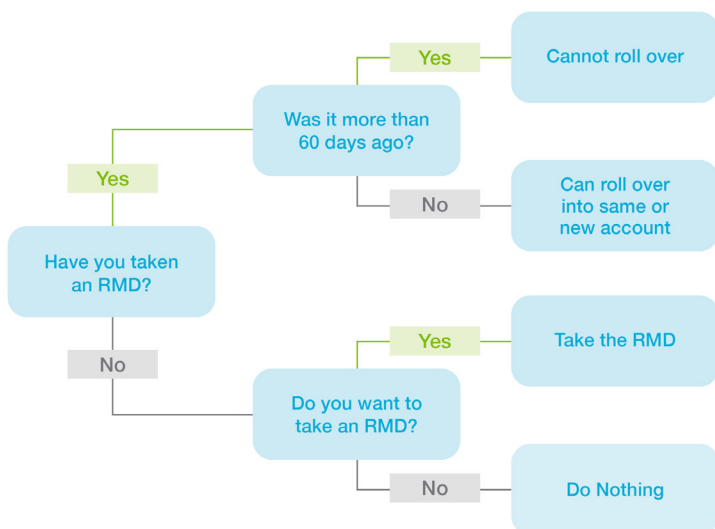 Yes
Cannot roll over
Was it more than
60 days ago?
Yes
No
Can roll over
into same or
new account
Have you taken
an RMD?
Yes
Take the RMD
No
Do you want to
take an RMD?
No
Do Nothing